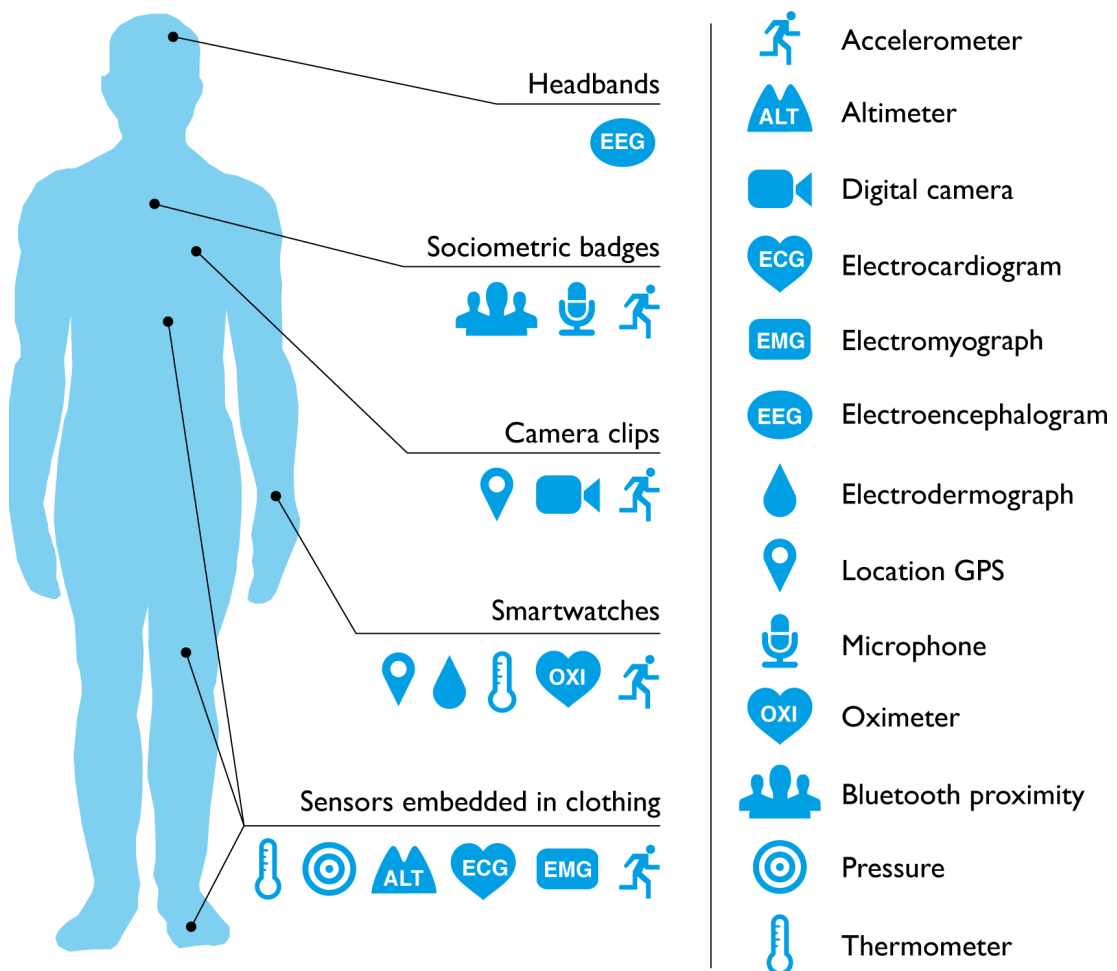 Headbands
EEG
Sociometric badges
Camera clips
Smartwatches
OXI
Sensors embedded in clothing
ALT ECG EMG
Accelerometer
ALT Altimeter
Digital camera
ECG Electrocardiogram
EMG Electromyograph
EEG Electroencephalogram
Electrodermograph
Location GPS
Microphone
OXI Oximeter
Bluetooth proximity
Pressure
Thermometer